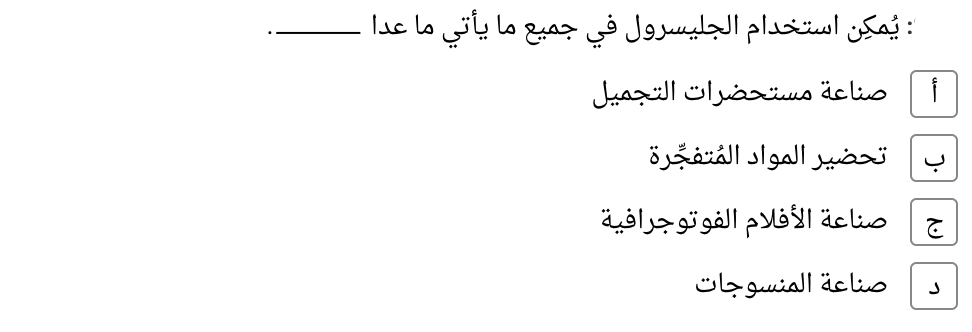 : يُمكِن استخدام الجليسرول في جميع ما يأتي ما عدا ______.
أ صناعة مستحضرات التجميل
ب تحضير المواد المُتفجِّرة
ج صناعة الأفلام الفوتوجرافية
د صناعة المنسوجات